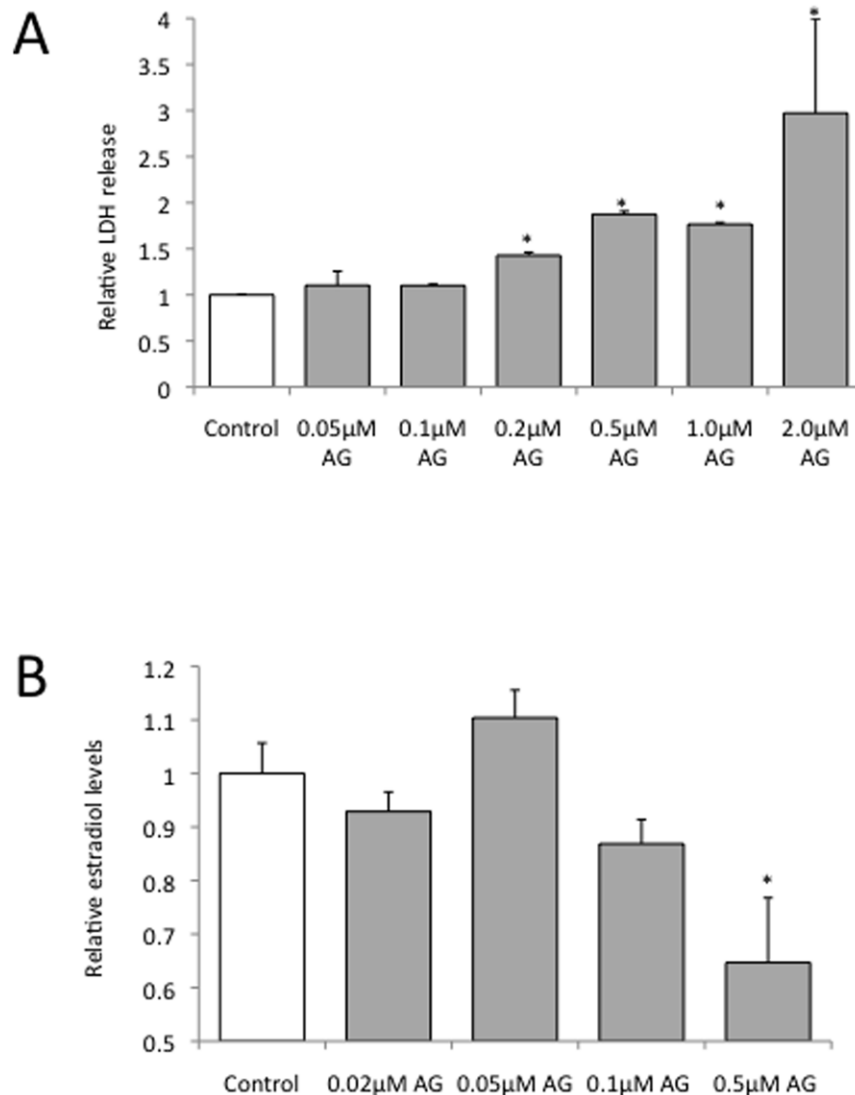 A
Relative LDH release
4
3.5
3
2.5
2
1.5
1
0.5
0
*
*
*
*
Control
0.05µM AG
0.1µM AG
0.2µM AG
0.5µM AG
1.0µM AG
2.0µM AG
B
Relative estradiol levels
1.2
1.1
1
0.9
0.8
0.7
0.6
0.5
*
Control
0.02µM AG
0.05µM AG
0.1µM AG
0.5µM AG